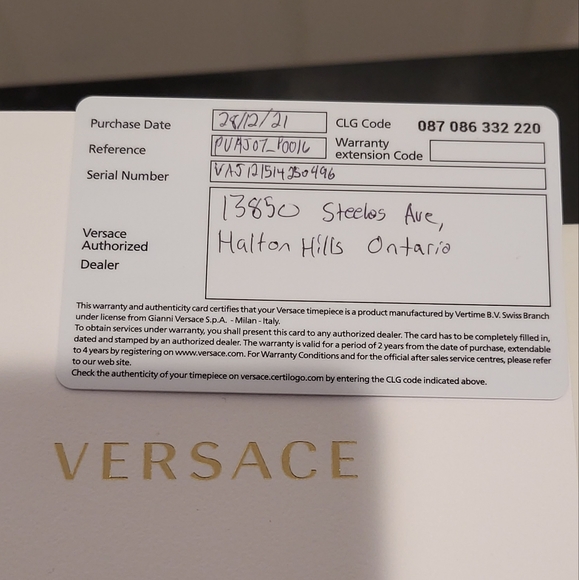 Purchase Date 28/12/21 CLG Code 087 086 332 220
Reference PUAJ07_P0016 Warranty extension Code
Serial Number VAJ121514250496
Versace Authorized Dealer
13850 Steeles Ave,
Halton Hills Ontario
This warranty and authenticity card certifies that your Versace timepiece is a product manufactured by Vertime B.V. Swiss Branch
under license from Gianni Versace S.p.A. - Milan - Italy.
To obtain services under warranty, you shall present this card to any authorized dealer. The card has to be completely filled in,
dated and stamped by an authorized dealer. The warranty is valid for a period of 2 years from the date of purchase, extendable
to 4 years by registering on www.versace.com. For Warranty Conditions and for the official after sales service centres, please refer
to our web site.
Check the authenticity of your timepiece on versace.certilogo.com by entering the CLG code indicated above.
VERSACE